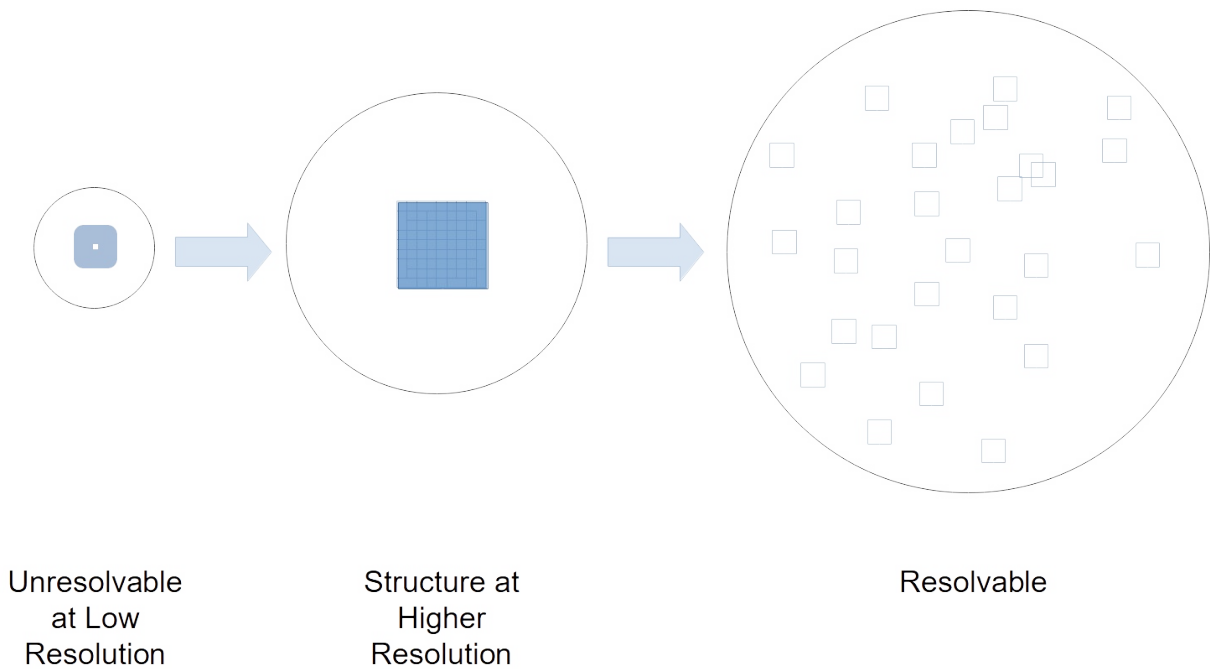 Unresolvable
at Low
Resolution
Structure at
Higher
Resolution
Resolvable